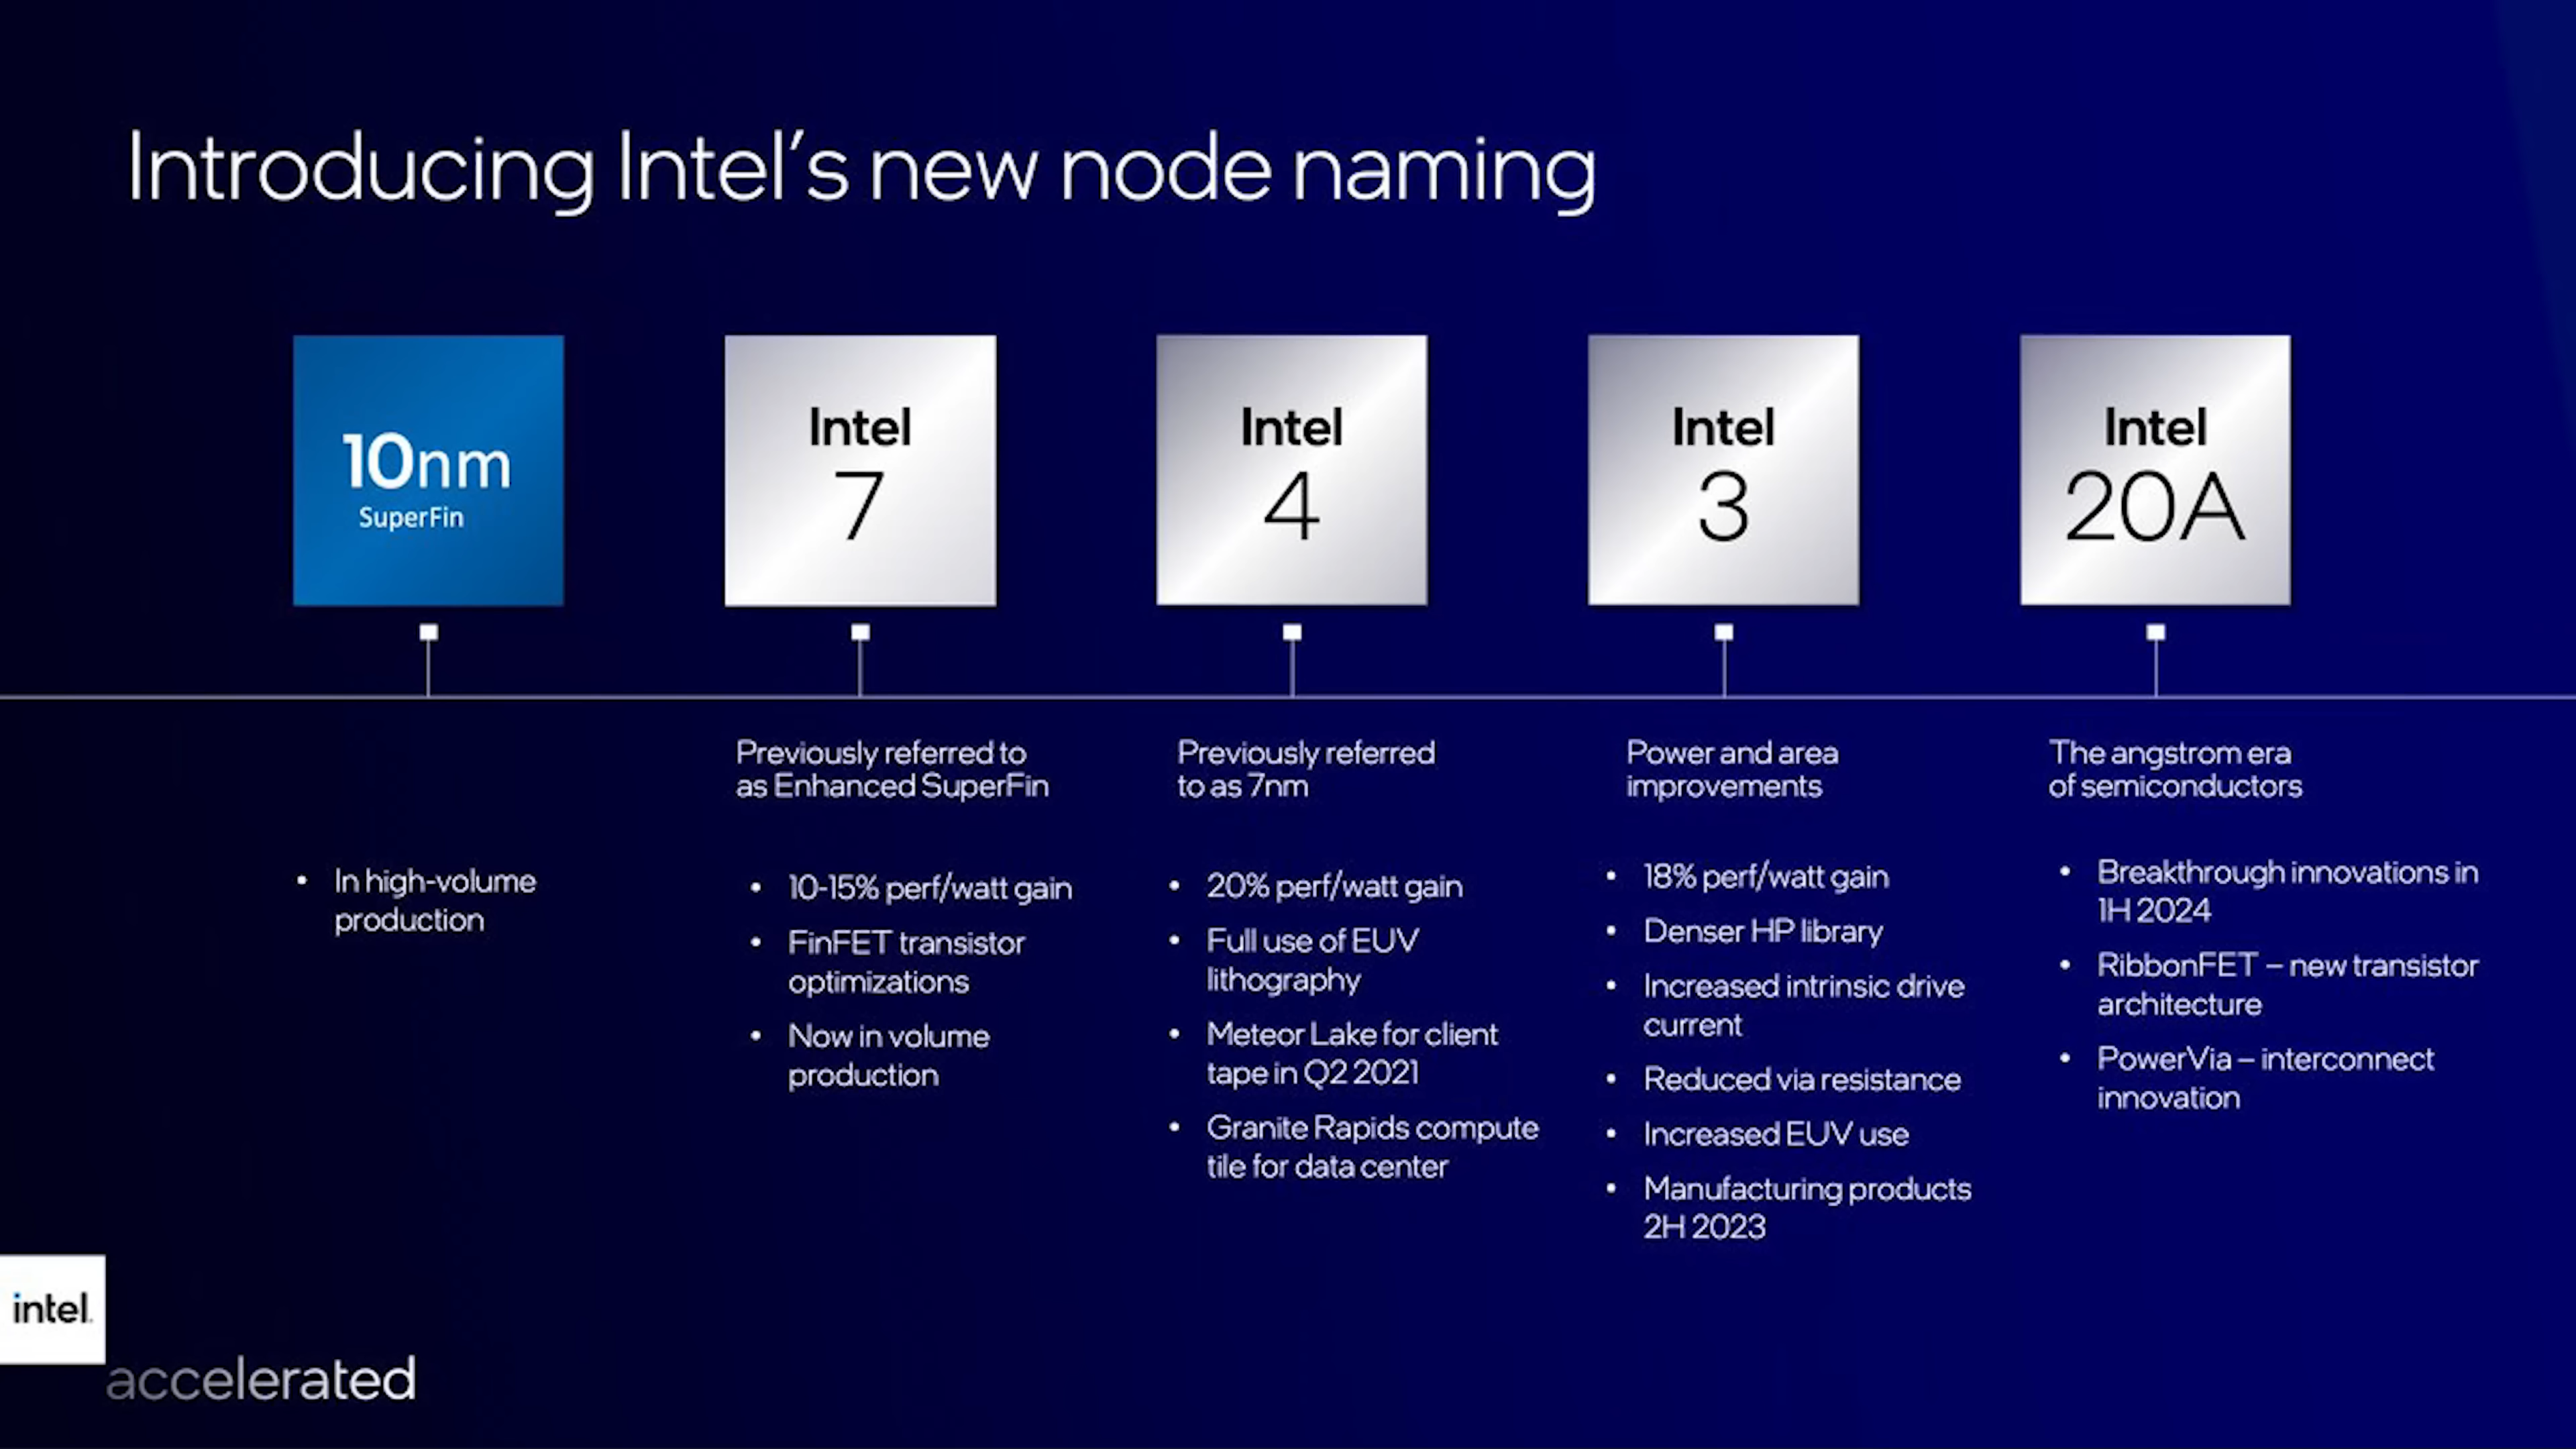 Introducing Intel’s new node naming
10nm
SuperFin
Intel
7
Intel
4
Intel
3
Intel
20A
• In high-volume
production
Previously referred to
as Enhanced SuperFin
• 10-15% perf/watt gain
• FinFET transistor
optimizations
• Now in volume
production
Previously referred
to as 7nm
• 20% perf/watt gain
• Full use of EUV
lithography
• Meteor Lake for client
tape in Q2 2021
• Granite Rapids compute
tile for data center
Power and area
improvements
• 18% perf/watt gain
• Denser HP library
• Increased intrinsic drive
current
• Reduced via resistance
• Increased EUV use
• Manufacturing products
2H 2023
The angstrom era
of semiconductors
• Breakthrough innovations in
1H 2024
• RibbonFET – new transistor
architecture
• PowerVia – interconnect
innovation
intel.
accelerated